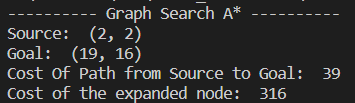 ---------- Graph Search A* ----------
Source:  (2, 2)
Goal:  (19, 16)
Cost Of Path from Source to Goal:  39
Cost of the expanded node:  316